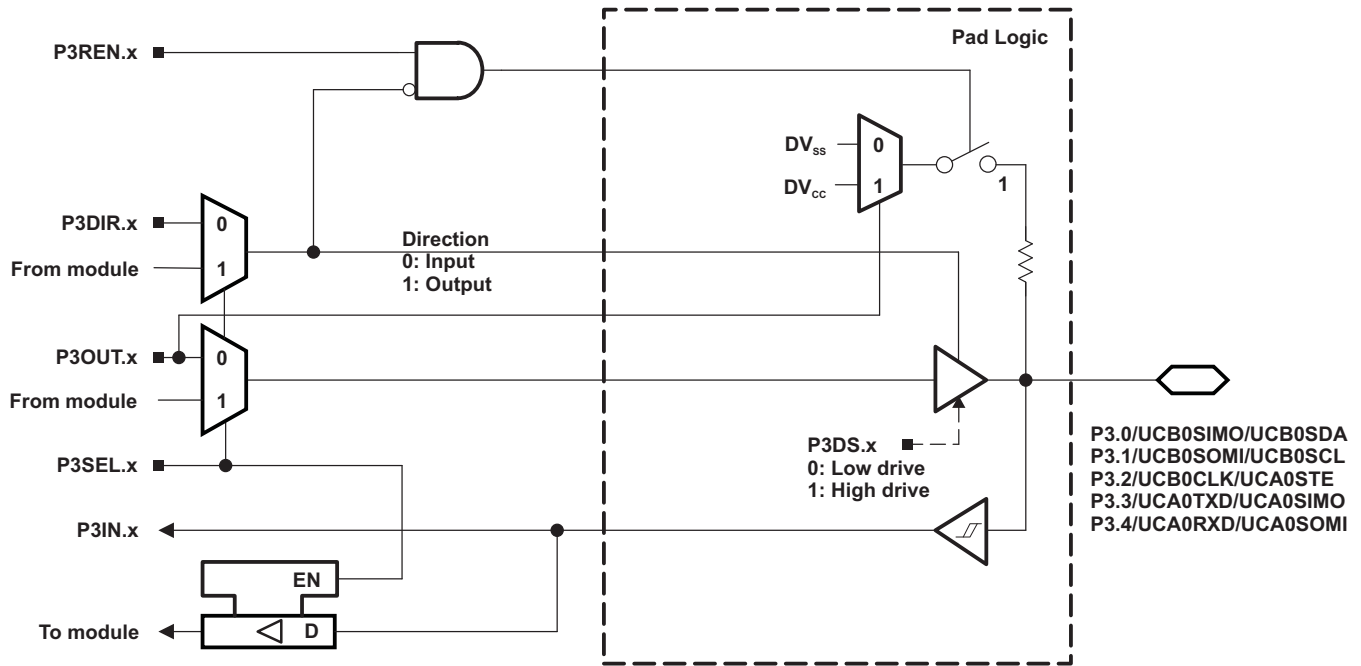 Pad Logic
P3REN.x
DVSS
0
DVCC
1
1
P3DIR.x
0
From module
1
Direction
0: Input
1: Output
P3OUT.x
0
From module
1
P3DS.x
0: Low drive
1: High drive
P3SEL.x
P3.0/UCB0SIMO/UCB0SDA
P3.1/UCB0SOMI/UCB0SCL
P3.2/UCB0CLK/UCA0STE
P3.3/UCA0TXD/UCA0SIMO
P3.4/UCA0RXD/UCA0SOMI
P3IN.x
EN
To module
D